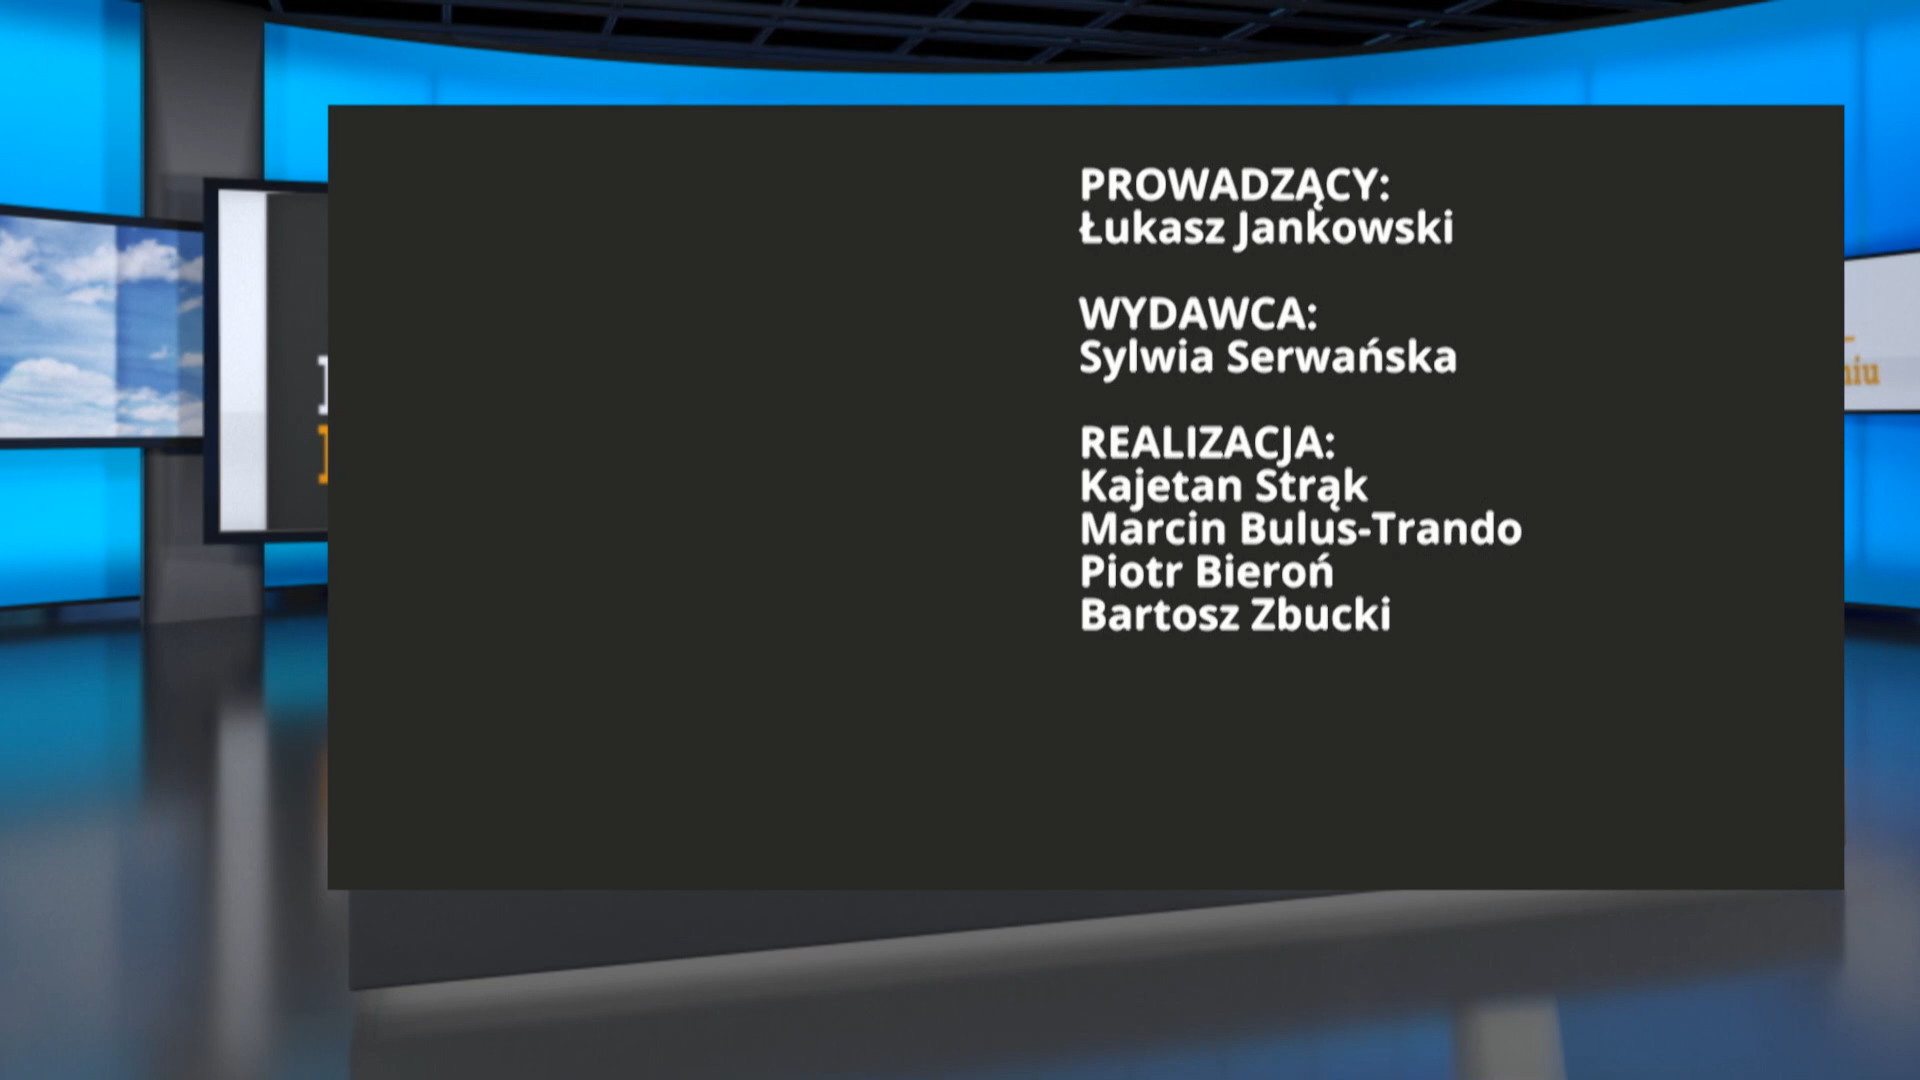 PROWADZĄCY:
Łukasz Jankowski
WYDAWCA:
Sylwia Serwańska
REALIZACJA:
Kajetan Strąk
Marcin Bulus-Trando
Piotr Bieroń
Bartosz Zbucki